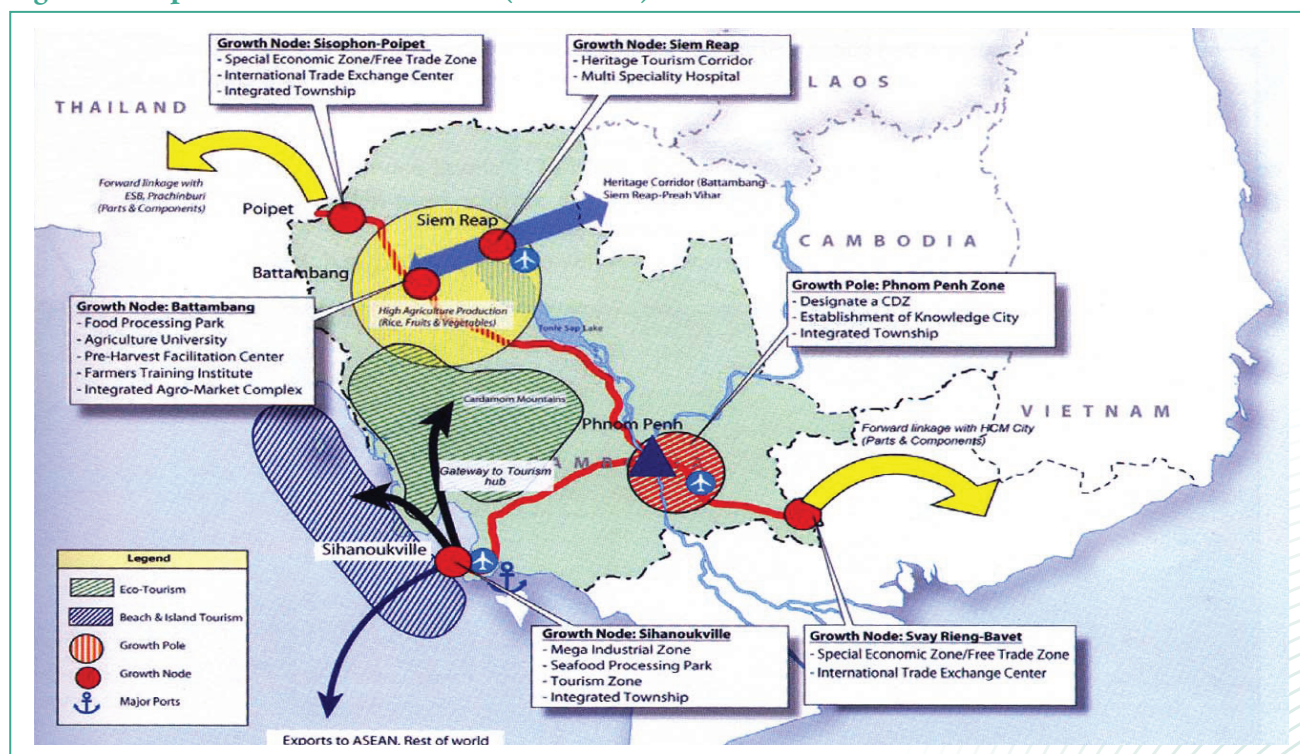 Growth Node: Sisophon-Poipet
- Special Economic Zone/Free Trade Zone
- International Trade Exchange Center
- Integrated Township
Growth Node: Siem Reap
- Heritage Tourism Corridor
- Multi Speciality Hospital
LAOS
THAILAND
Forward linkage with
ESB, Prachinburi
(Parts & Components)
Poipet
Siem Reap
Heritage Corridor (Battambang
Siem Reap-Preah Vihar
CAMBODIA
Battambang
High Agriculture Production
(Rice, Fruits & Vegetables)
Tonle Sap Lake
Growth Node: Battambang
- Food Processing Park
- Agriculture University
- Pre-Harvest Facilitation Center
- Farmers Training Institute
- Integrated Agro-Market Complex
Growth Pole: Phnom Penh Zone
- Designate a CDZ
- Establishment of Knowledge City
- Integrated Township
Cardamom Mountains
Phnom Penh
VIETNAM
Forward linkage with HCM City
(Parts & Components)
Gateway to Tourism
hub
Sihanoukville
Legend
Eco-Tourism
Beach & Island Tourism
Growth Pole
Growth Node
Major Ports
Growth Node: Sihanoukville
- Mega Industrial Zone
- Seafood Processing Park
- Tourism Zone
- Integrated Township
Growth Node: Svay Rieng-Bavet
- Special Economic Zone/Free Trade Zone
- International Trade Exchange Center
Exports to ASEAN, Rest of world